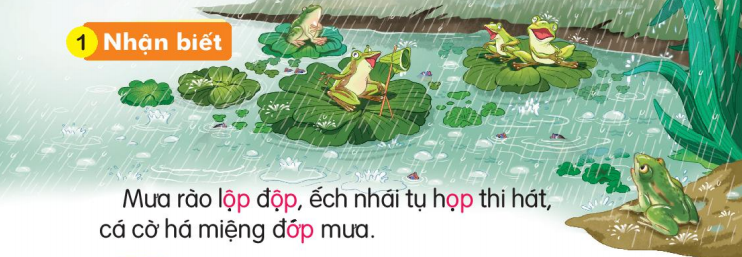 1 Nhận biết
Mưa rào lộp độp, ếch nhái tụ họp thi hát,
cá cờ há miệng đớp mưa.